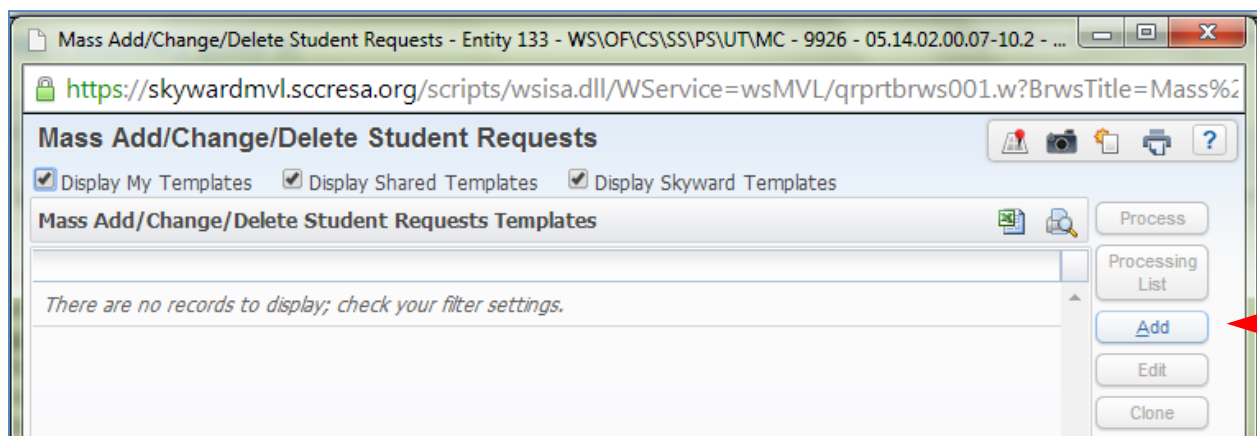 Mass Add/Change/Delete Student Requests - Entity 133 - WS\OF\CS\SS\PS\UT\MC - 9926 - 05.14.02.00.07-10.2 - ...
https://skywardmvl.sccresa.org/scripts/wsisa.dll/WService=wsMVL/qrprtbrws001.w?BrwsTitle=Mass%2
Mass Add/Change/Delete Student Requests
?
Display My Templates Display Shared Templates Display Skyward Templates
Mass Add/Change/Delete Student Requests Templates
Process
Processing
List
There are no records to display; check your filter settings.
Add
Edit
Clone